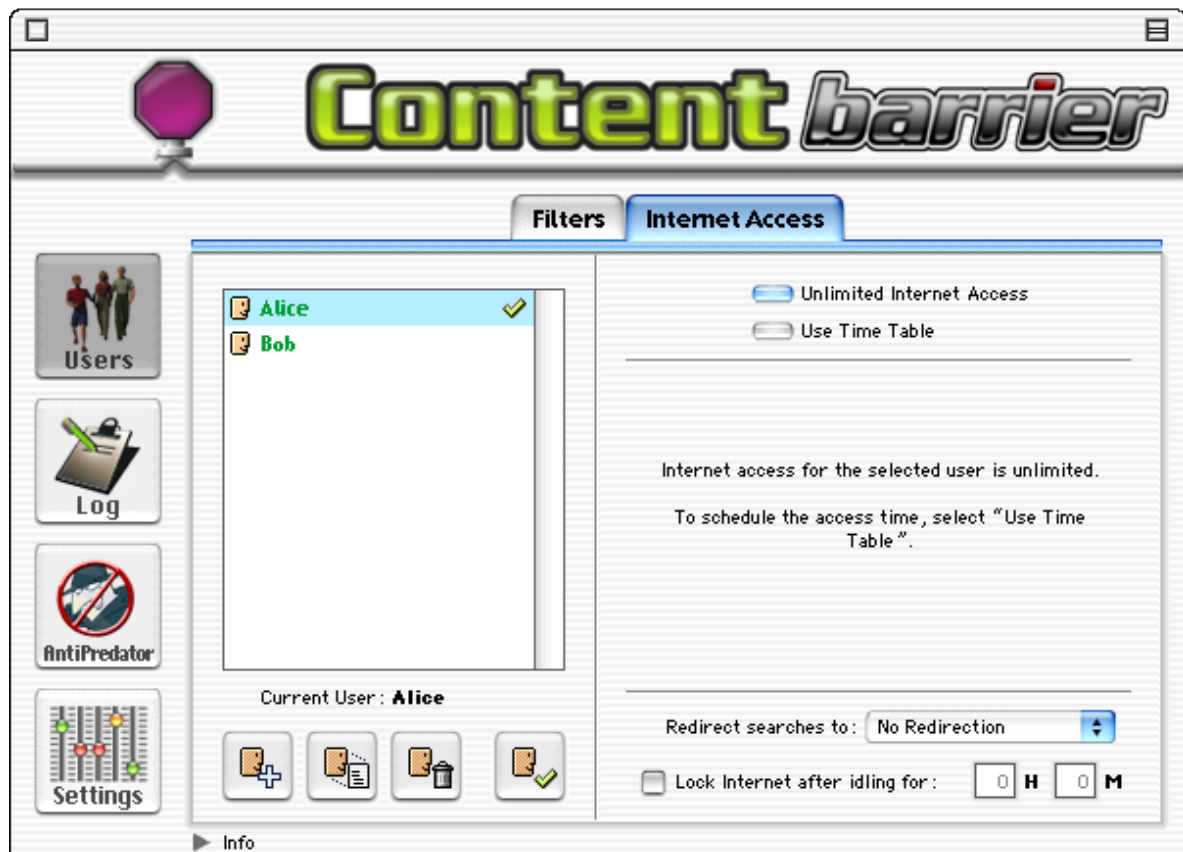 Content barrier
Filters
Internet Access
Users
Log
AntiPredator
Settings
Alice
Bob
Current User : Alice
Unlimited Internet Access
Use Time Table
Internet access for the selected user is unlimited.
To schedule the access time, select "Use Time
Table".
Redirect searches to : No Redirection
Lock Internet after idling for : 0 H 0 M
Info